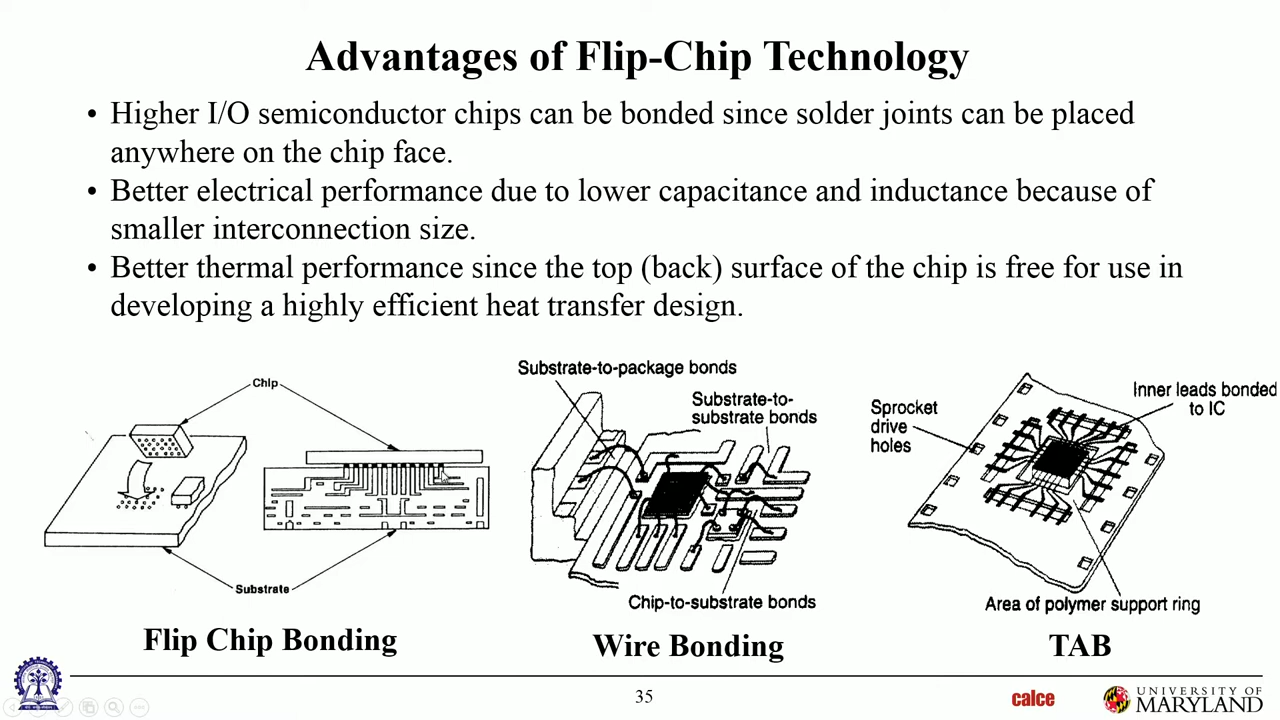 Advantages of Flip-Chip Technology
• Higher I/O semiconductor chips can be bonded since solder joints can be placed
anywhere on the chip face.
• Better electrical performance due to lower capacitance and inductance because of
smaller interconnection size.
• Better thermal performance since the top (back) surface of the chip is free for use in
developing a highly efficient heat transfer design.
Chip
Substrate
Flip Chip Bonding
Substrate-to-package bonds
Substrate-to-
substrate bonds
Chip-to-substrate bonds
Wire Bonding
Sprocket
drive
holes
Inner leads bonded
to IC
Area of polymer support ring
TAB
35
calce
UNIVERSITY OF
MARYLAND